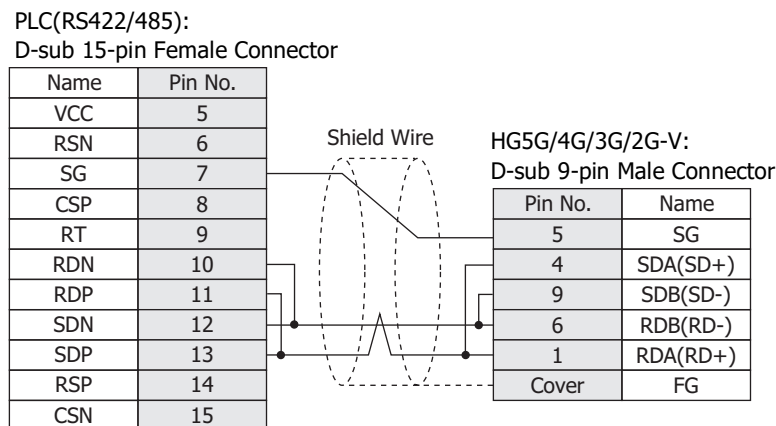 PLC(RS422/485):
D-sub 15-pin Female Connector
Name Pin No.
VCC 5
RSN 6
SG 7
CSP 8
RT 9
RDN 10
RDP 11
SDN 12
SDP 13
RSP 14
CSN 15
Shield Wire
HG5G/4G/3G/2G-V:
D-sub 9-pin Male Connector
Pin No. Name
5 SG
4 SDA(SD+)
9 SDB(SD-)
6 RDB(RD-)
1 RDA(RD+)
Cover FG